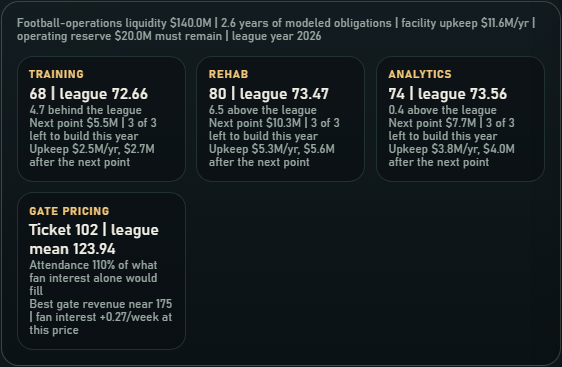 Football-operations liquidity $140.0M | 2.6 years of modeled obligations | facility upkeep $11.6M/yr |
operating reserve $20.0M must remain | league year 2026
TRAINING
68 | league 72.66
4.7 behind the league
Next point $5.5M | 3 of 3
left to build this year
Upkeep $2.5M/yr, $2.7M
after the next point
REHAB
80 | league 73.47
6.5 above the league
Next point $10.3M | 3 of 3
left to build this year
Upkeep $5.3M/yr, $5.6M
after the next point
ANALYTICS
74 | league 73.56
0.4 above the league
Next point $7.7M | 3 of 3
left to build this year
Upkeep $3.8M/yr, $4.0M
after the next point
GATE PRICING
Ticket 102 | league
mean 123.94
Attendance 110% of what
fan interest alone would
fill
Best gate revenue near 175
| fan interest +0.27/week at
this price